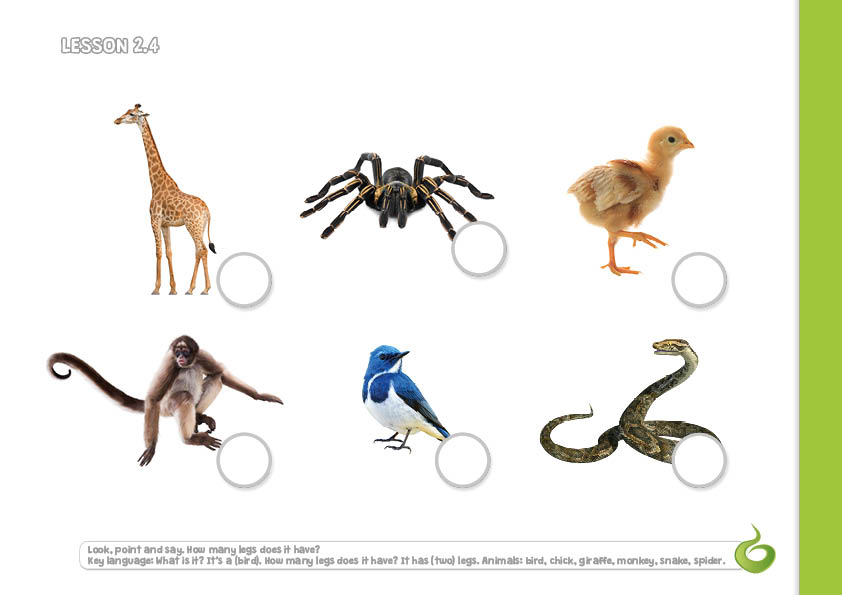 LESSON 2.4
Look, point and say. How many legs does it have?
Key language: What is it? It's a (bird). How many legs does it have? It has (two) legs. Animals: bird, chick, giraffe, monkey, snake, spider.